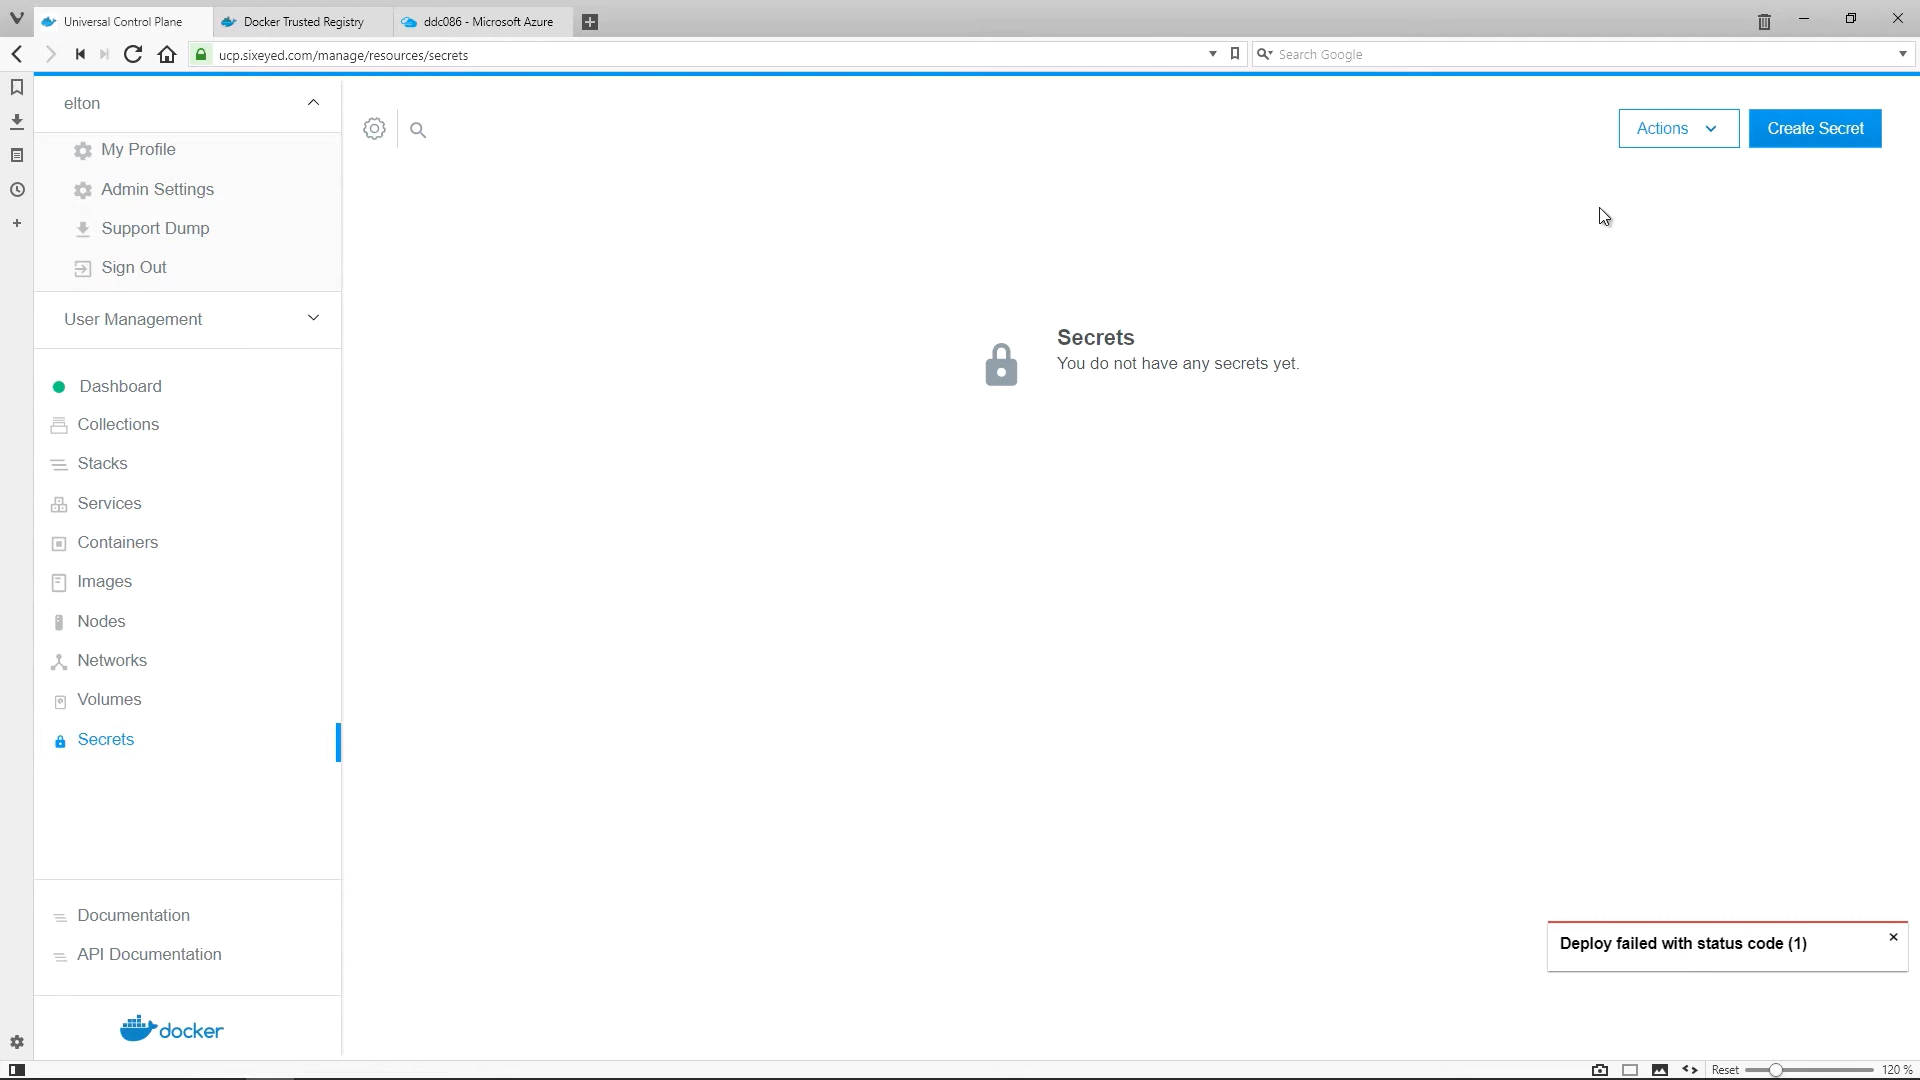 Universal Control Plane
Docker Trusted Registry
ddc086 - Microsoft Azure
ucp.sixeyed.com/manage/resources/secrets
Search Google
elton
My Profile
Admin Settings
Support Dump
Sign Out
User Management
Dashboard
Collections
Stacks
Services
Containers
Images
Nodes
Networks
Volumes
Secrets
Documentation
API Documentation
docker
Actions
Create Secret
Secrets
You do not have any secrets yet.
Deploy failed with status code (1)
Reset
120 %